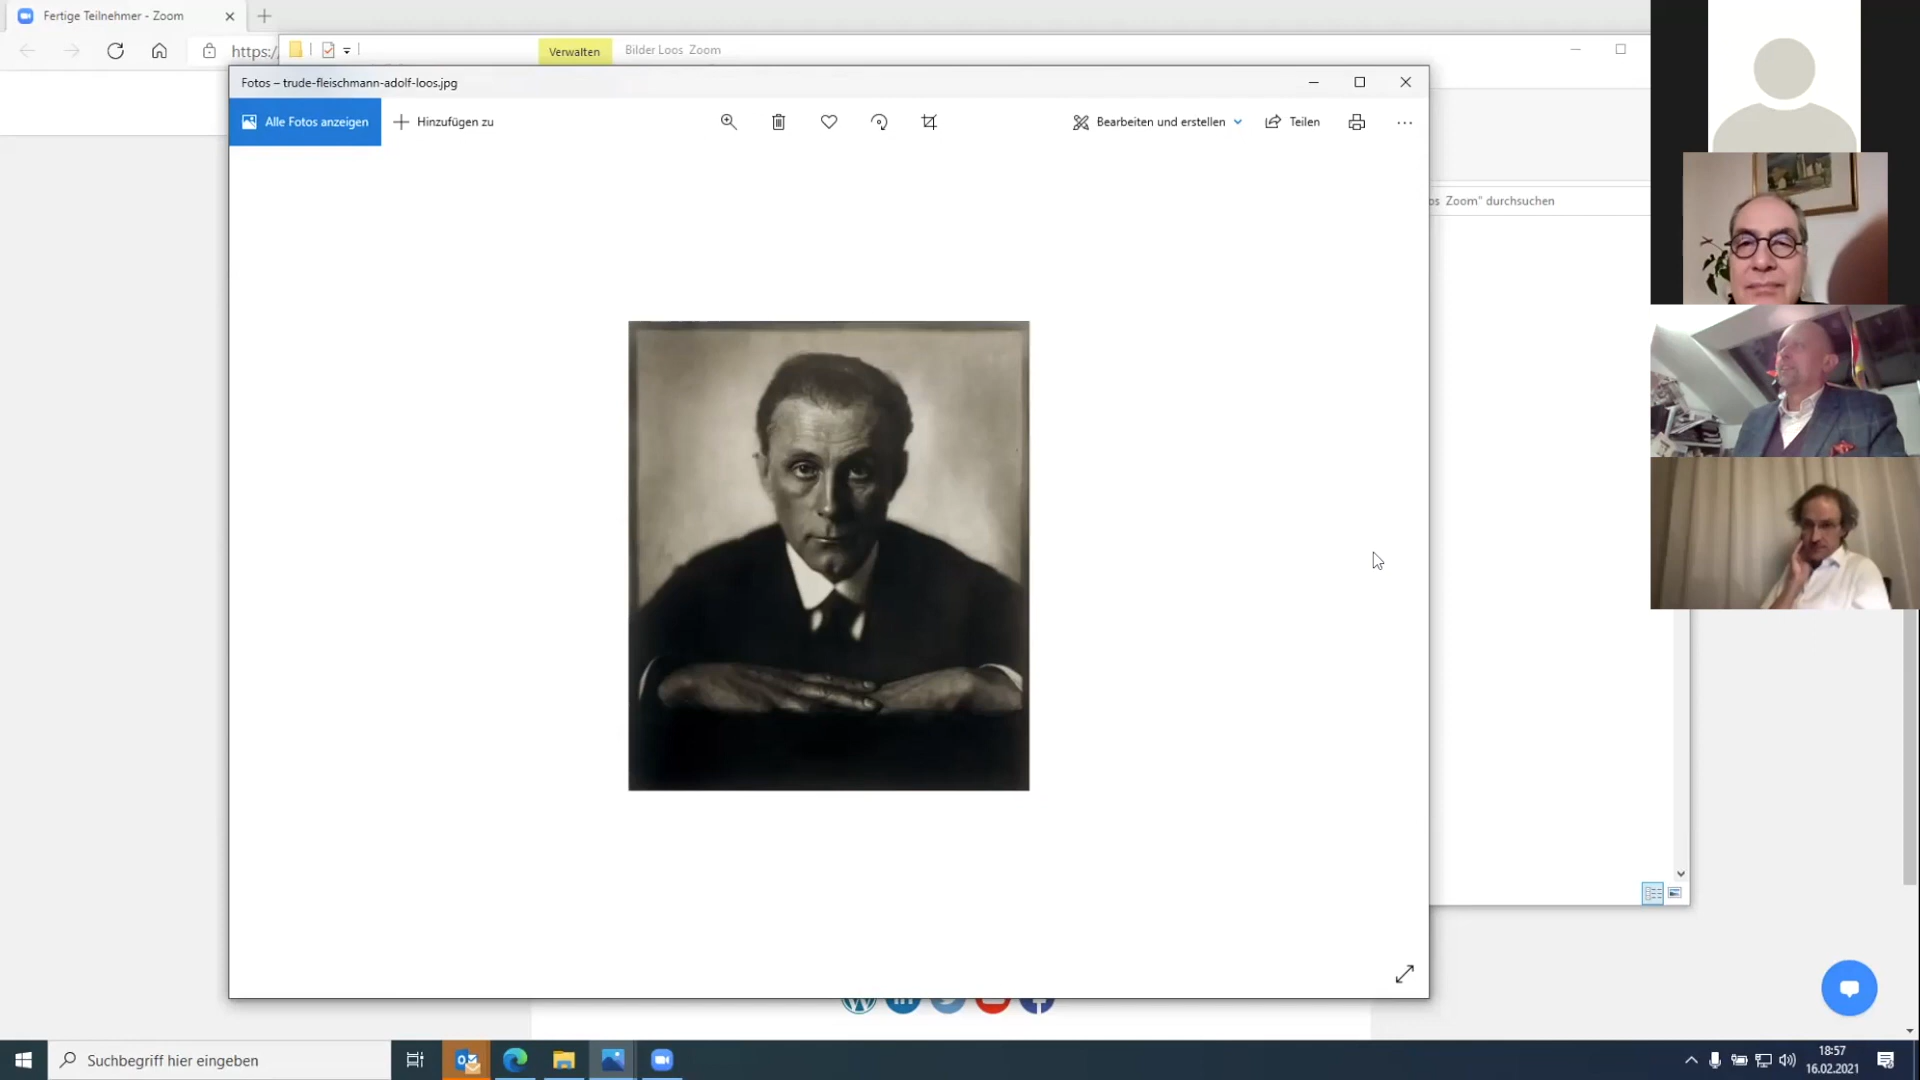 Fertige Teilnehmer - Zoom
https:/
Verwalten
Bilder Loos Zoom
Fotos – trude-fleischmann-adolf-loos.jpg
Alle Fotos anzeigen
Hinzufügen zu
Bearbeiten und erstellen
Teilen
os Zoom" durchsuchen
Suchbegriff hier eingeben
18:57
16.02.2021